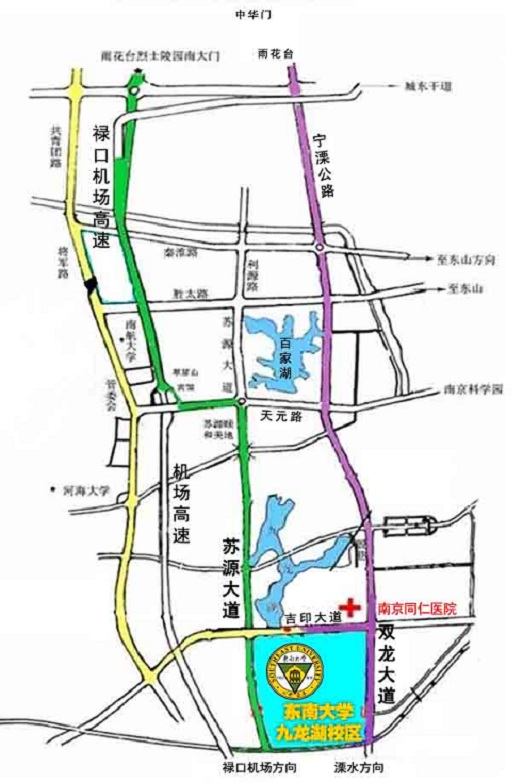 中华门
雨花台烈士陵园南大门
雨花台
城东干道
共青团路
禄口机场高速
宁溧公路
秦淮路
利源路
至东山方向
将军路
胜太路
至东山
南航大学
苏源大道
百家湖
翠屏山
宾馆
管委会
南京科学园
天元路
苏源颐
和美地
河海大学
机场高速
苏源大道
吉印大道
南京同仁医院
双龙大道
SOUTHEAST UNIVERSITY
东南大学
九龙湖校区
禄口机场方向
溧水方向